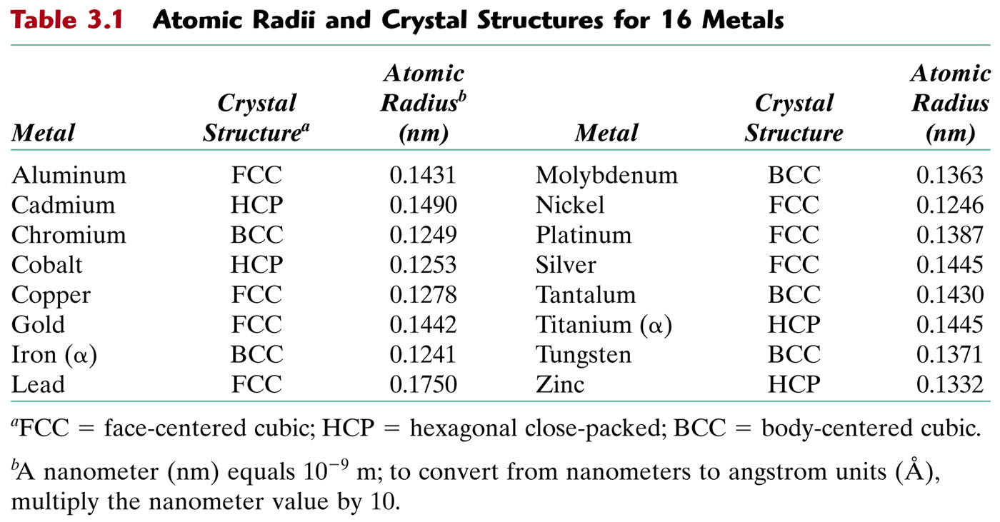 Table 3.1 Atomic Radii and Crystal Structures for 16 Metals
Metal Crystal Structureᵃ Atomic Radiusᵇ (nm) Metal Crystal Structure Atomic Radius (nm)
Aluminum FCC 0.1431 Molybdenum BCC 0.1363
Cadmium HCP 0.1490 Nickel FCC 0.1246
Chromium BCC 0.1249 Platinum FCC 0.1387
Cobalt HCP 0.1253 Silver FCC 0.1445
Copper FCC 0.1278 Tantalum BCC 0.1430
Gold FCC 0.1442 Titanium (α) HCP 0.1445
Iron (α) BCC 0.1241 Tungsten BCC 0.1371
Lead FCC 0.1750 Zinc HCP 0.1332
ᵃFCC = face-centered cubic; HCP = hexagonal close-packed; BCC = body-centered cubic.
ᵇA nanometer (nm) equals 10⁻⁹ m; to convert from nanometers to angstrom units (Å),
multiply the nanometer value by 10.